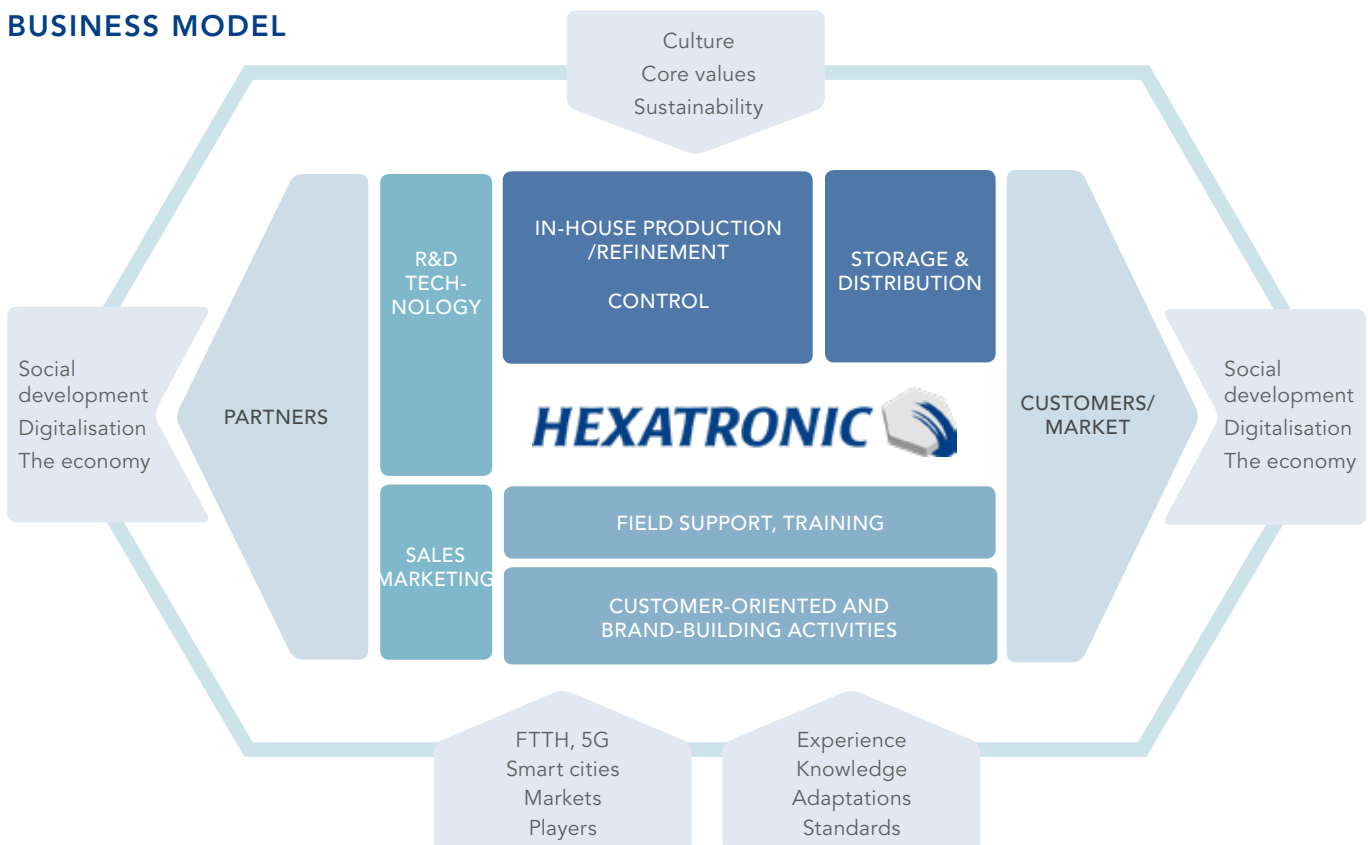 BUSINESS MODEL
Culture
Core values
Sustainability
Social
development
Digitalisation
The economy
PARTNERS
R&D
TECH-
NOLOGY
SALES
MARKETING
IN-HOUSE PRODUCTION
/REFINEMENT
CONTROL
STORAGE &
DISTRIBUTION
HEXATRONIC
FIELD SUPPORT, TRAINING
CUSTOMER-ORIENTED AND
BRAND-BUILDING ACTIVITIES
CUSTOMERS/
MARKET
Social
development
Digitalisation
The economy
FTTH, 5G
Smart cities
Markets
Players
Experience
Knowledge
Adaptations
Standards